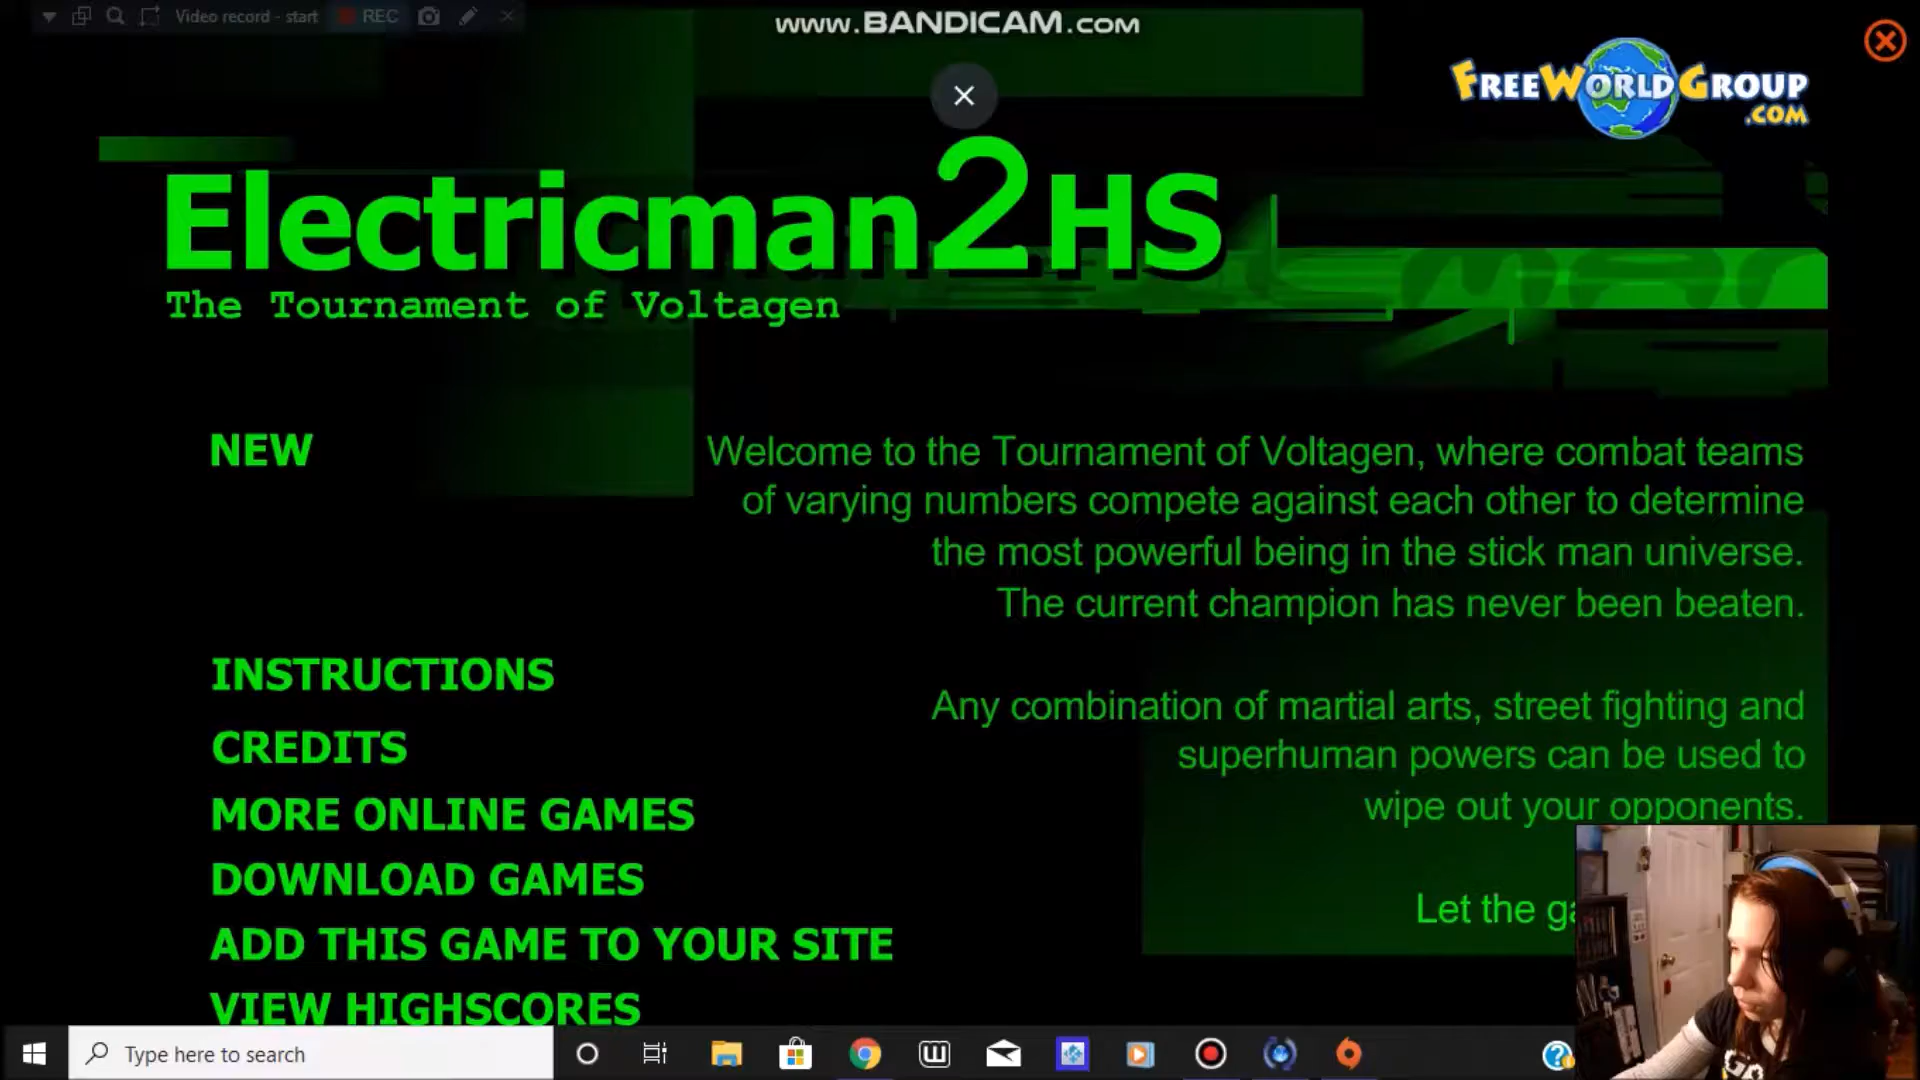 Video record - start
REC
www.BANDICAM.com
FREEWORLDGROUP
.COM
Electricman2HS
The Tournament of Voltagen
NEW
Welcome to the Tournament of Voltagen, where combat teams
of varying numbers compete against each other to determine
the most powerful being in the stick man universe.
The current champion has never been beaten.
Any combination of martial arts, street fighting and
superhuman powers can be used to
wipe out your opponents.
Let the
INSTRUCTIONS
CREDITS
MORE ONLINE GAMES
DOWNLOAD GAMES
ADD THIS GAME TO YOUR SITE
VIEW HIGHSCORES
Type here to search